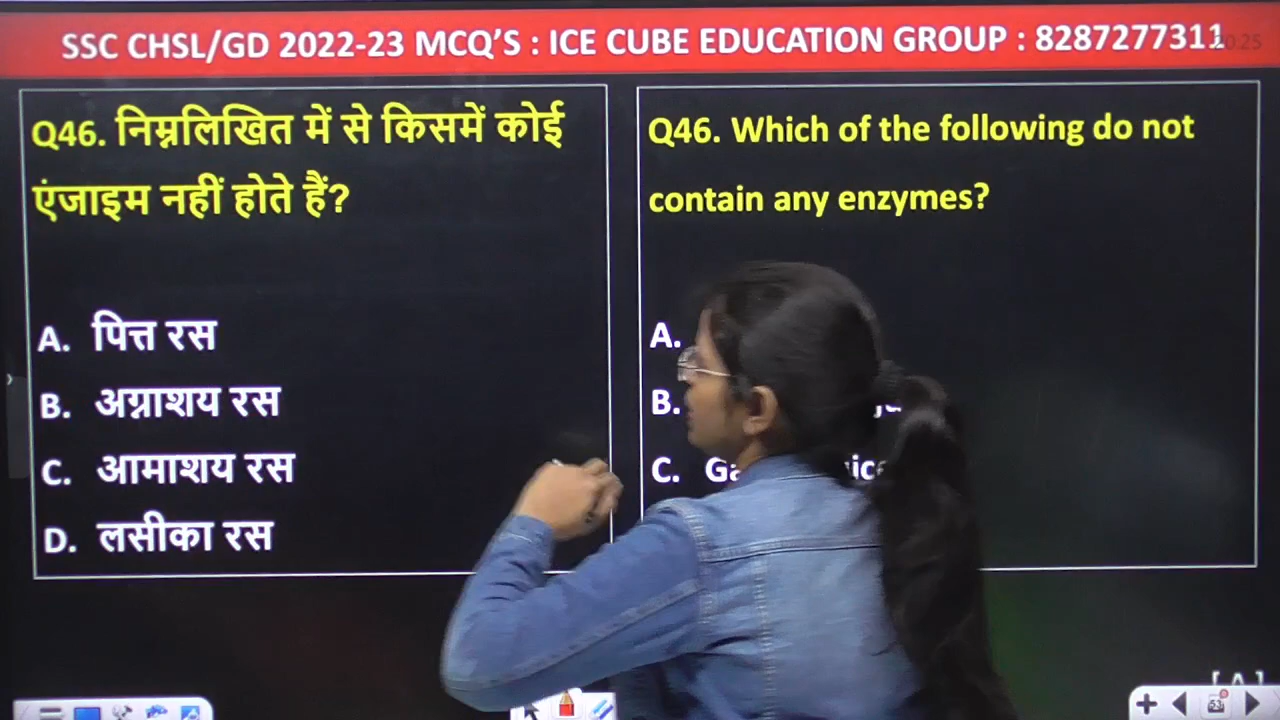 SSC CHSL/GD 2022-23 MCQ'S : ICE CUBE EDUCATION GROUP : 8287277311
Q46. निम्नलिखित में से किसमें कोई
एंजाइम नहीं होते हैं?
A. पित्त रस
B. अग्नाशय रस
C. आमाशय रस
D. लसीका रस
Q46. Which of the following do not
contain any enzymes?
A.
B.
C.
[ A ]